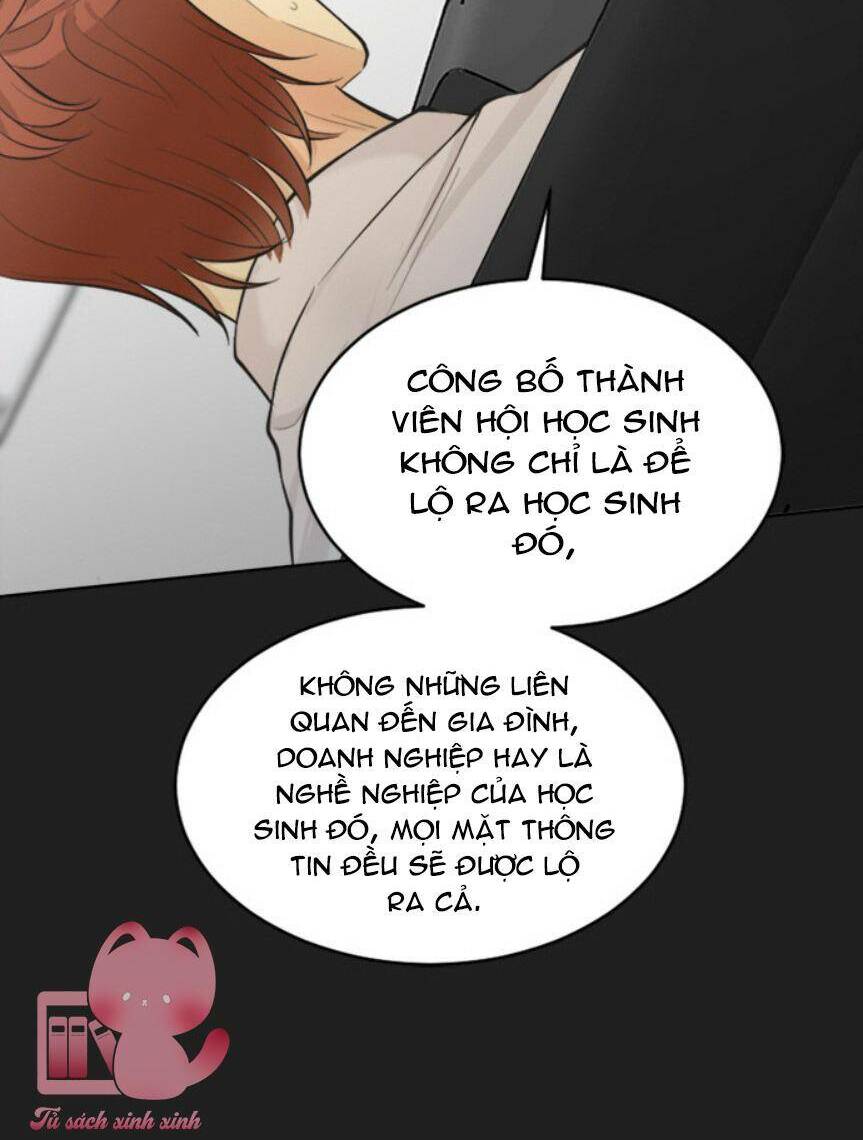 CÔNG BỐ THÀNH
VIÊN HỘI HỌC SINH
KHÔNG CHỈ LÀ ĐỂ
LỘ RA HỌC SINH
ĐÓ,
KHÔNG NHỮNG LIÊN
QUAN ĐẾN GIA ĐÌNH,
DOANH NGHIỆP HAY LÀ
NGHỀ NGHIỆP CỦA HỌC
SINH ĐÓ, MỌI MẶT THÔNG
TIN ĐỀU SẼ ĐƯỢC LỘ
RA CẢ.
Tủ sách xinh xinh